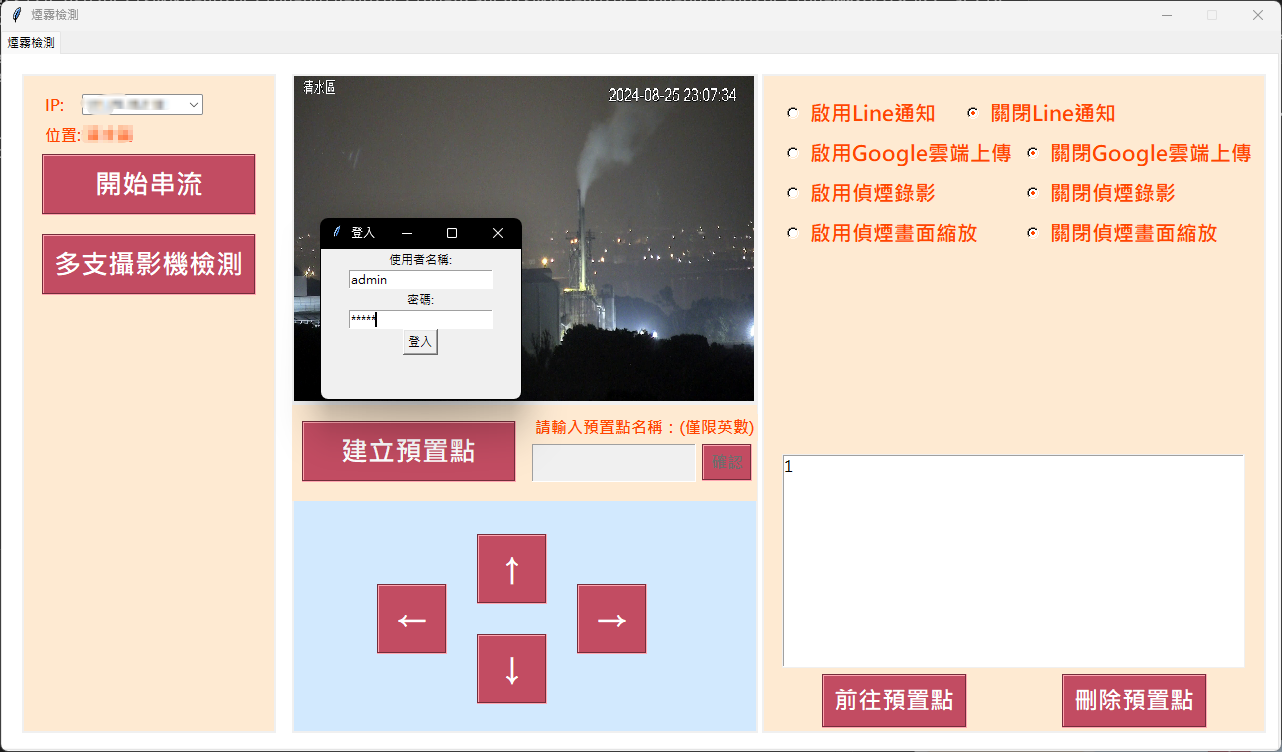 煙霧檢測
煙霧檢測
IP:
位置:
開始串流
多支攝影機檢測
清水區
2024-08-25 23:07:34
登入
使用者名稱:
admin
密碼:
*****
登入
建立預置點
請輸入預置點名稱：(僅限英數)
確認
↑
← →
↓
啟用Line通知 關閉Line通知
啟用Google雲端上傳 關閉Google雲端上傳
啟用偵煙錄影 關閉偵煙錄影
啟用偵煙畫面縮放 關閉偵煙畫面縮放
1
前往預置點 刪除預置點